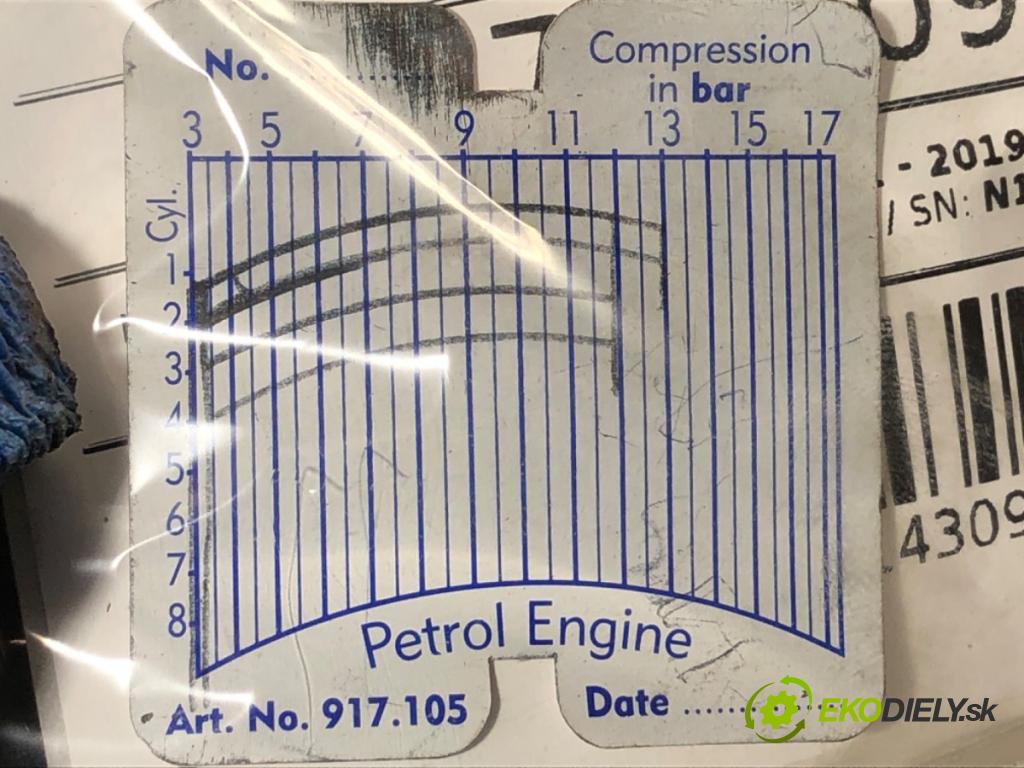 No. ..........
Compression
in bar
3 5 7 9 11 13 15 17
Cyl.
1
2
3
4
5
6
7
8
Petrol Engine
Art. No. 917.105
Date ..........
09
- 2019
/ SN: N1
4309
EKODIELY.sk